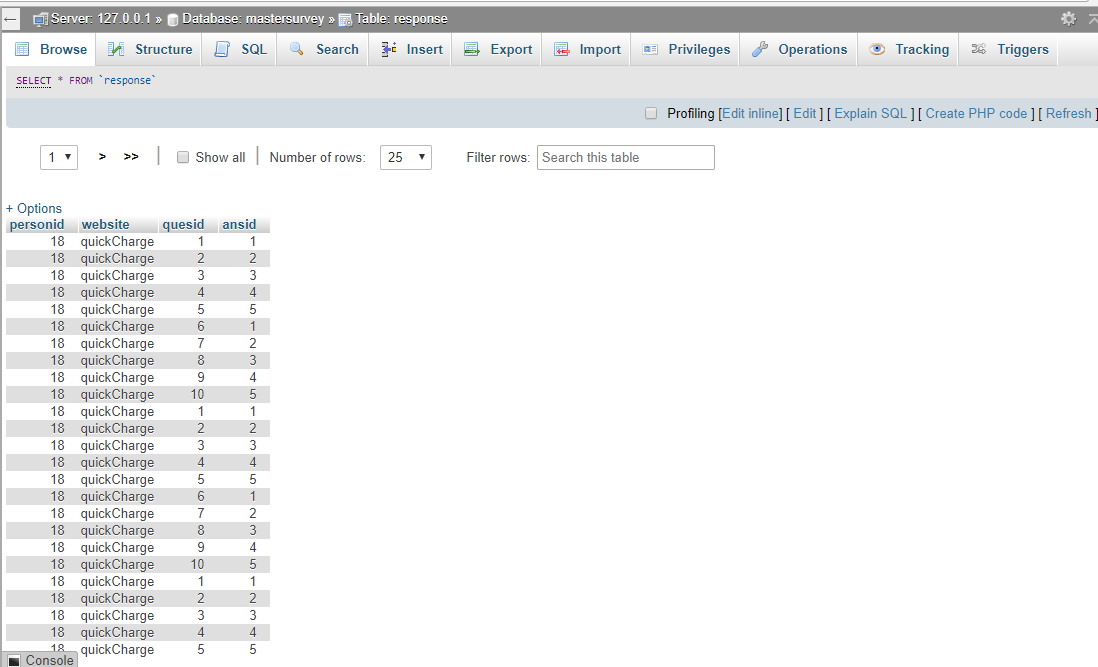 Server: 127.0.0.1 » Database: mastersurvey » Table: response
Browse Structure SQL Search Insert Export Import Privileges Operations Tracking Triggers
SELECT * FROM `response`
Profiling [Edit inline] [ Edit ] [ Explain SQL ] [ Create PHP code ] [ Refresh ]
1 > >> Show all Number of rows: 25 Filter rows: Search this table
+ Options
personid website quesid ansid
18 quickCharge 1 1
18 quickCharge 2 2
18 quickCharge 3 3
18 quickCharge 4 4
18 quickCharge 5 5
18 quickCharge 6 1
18 quickCharge 7 2
18 quickCharge 8 3
18 quickCharge 9 4
18 quickCharge 10 5
18 quickCharge 1 1
18 quickCharge 2 2
18 quickCharge 3 3
18 quickCharge 4 4
18 quickCharge 5 5
18 quickCharge 6 1
18 quickCharge 7 2
18 quickCharge 8 3
18 quickCharge 9 4
18 quickCharge 10 5
18 quickCharge 1 1
18 quickCharge 2 2
18 quickCharge 3 3
18 quickCharge 4 4
18 quickCharge 5 5
Console